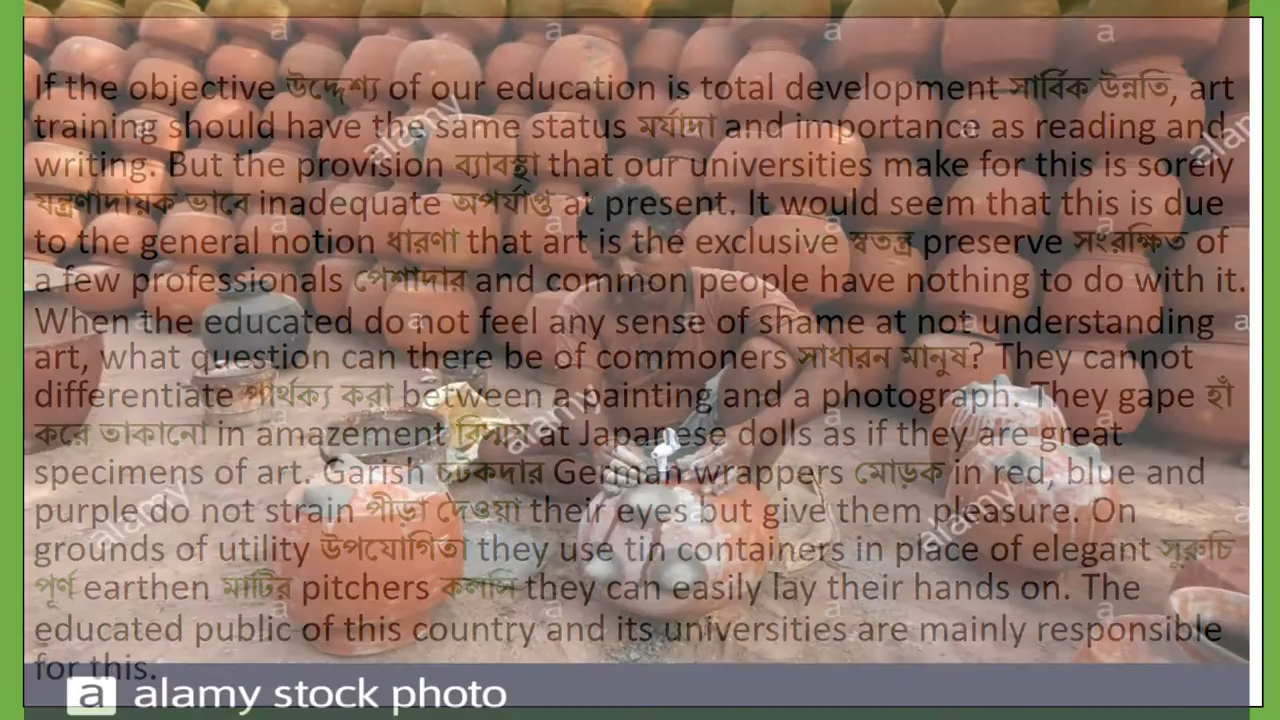 If the objective উদ্দেশ্য of our education is total development সার্বিক উন্নতি, art
training should have the same status মর্যাদা and importance as reading and
writing. But the provision ব্যাবস্থা that our universities make for this is sorely
যন্ত্রণাদায়ক ভাবে inadequate অপর্যাপ্ত at present. It would seem that this is due
to the general notion ধারণা that art is the exclusive স্বতন্ত্র preserve সংরক্ষিত of
a few professionals পেশাদার and common people have nothing to do with it.
When the educated do not feel any sense of shame at not understanding
art, what question can there be of commoners সাধারন মানুষ? They cannot
differentiate পার্থক্য করা between a painting and a photograph. They gape হাঁ
করে তাকানো in amazement at Japanese dolls as if they are great
specimens of art. Garish চটকদার German wrappers মোড়ক in red, blue and
purple do not strain পীড়া দেওয়া their eyes but give them pleasure. On
grounds of utility উপযোগিতা they use tin containers in place of elegant সুরুচি
পূর্ণ earthen মাটির pitchers কলসি they can easily lay their hands on. The
educated public of this country and its universities are mainly responsible
for this.
a alamy stock photo